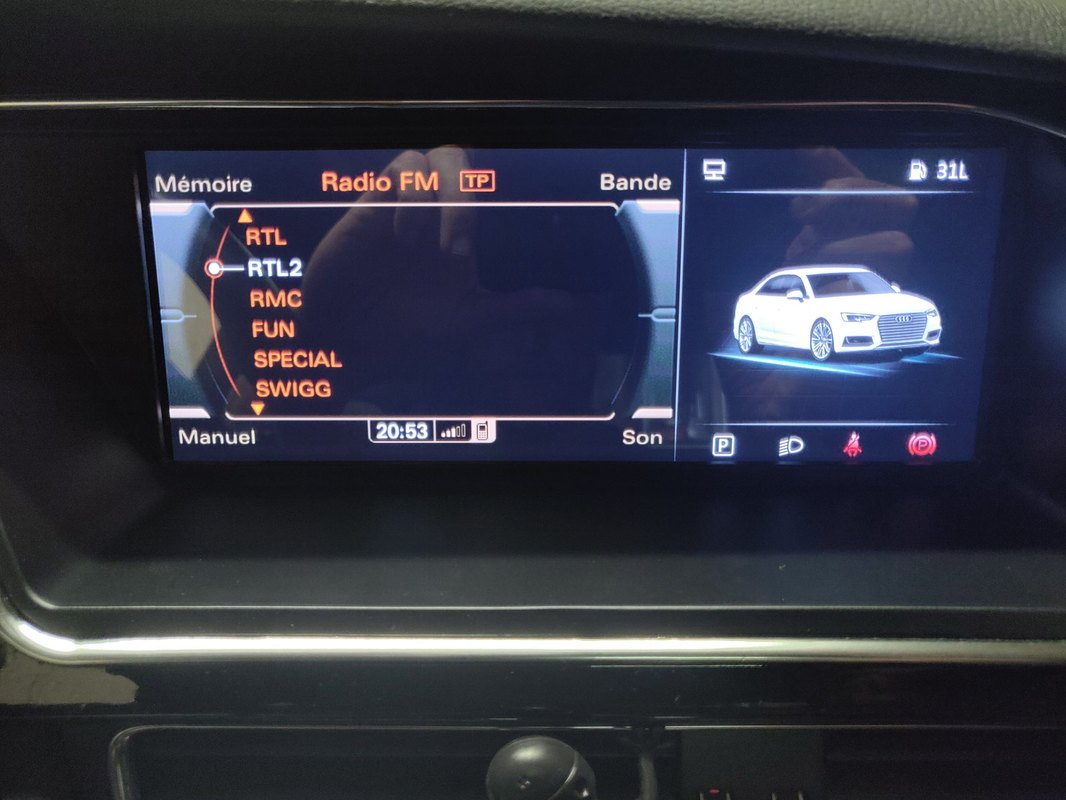 Mémoire Radio FM TP Bande 31L
RTL
RTL2
RMC
FUN
SPECIAL
SWIGG
Manuel 20:53 Son P P